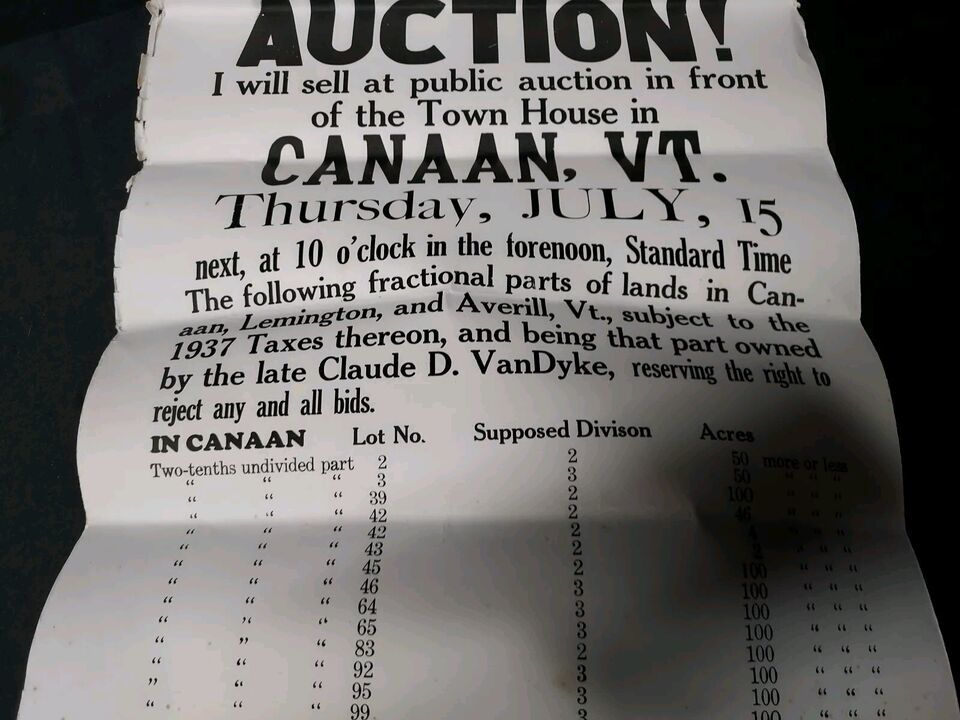 AUCTION!
I will sell at public auction in front
of the Town House in
CANAAN, VT.
Thursday, JULY, 15
next, at 10 o'clock in the forenoon, Standard Time
The following fractional parts of lands in Can-
aan, Lemington, and Averill, Vt., subject to the
1937 Taxes thereon, and being that part owned
by the late Claude D. VanDyke, reserving the right to
reject any and all bids.
IN CANAAN Lot No. Supposed Divison Acres
Two-tenths undivided part 2 2 50 more or less
“ “ “ 3 3 50 “ “ “
“ “ “ 39 2 100 “ “ “
“ “ “ 42 2 46 “ “ “
“ “ “ 42 2 “ “ “
“ “ “ 43 2 “ “ “
“ “ “ 45 2 100 “ “ “
“ “ “ 46 3 100 “ “ “
“ “ “ 64 3 100 “ “ “
“ “ “ 65 3 100 “ “ “
“ ” “ 83 2 100 “ “ “
“ “ “ 92 3 100 “ “ “
” “ “ 95 3 100 “ “ “
“ “ “ 99 3 100 “ “ “